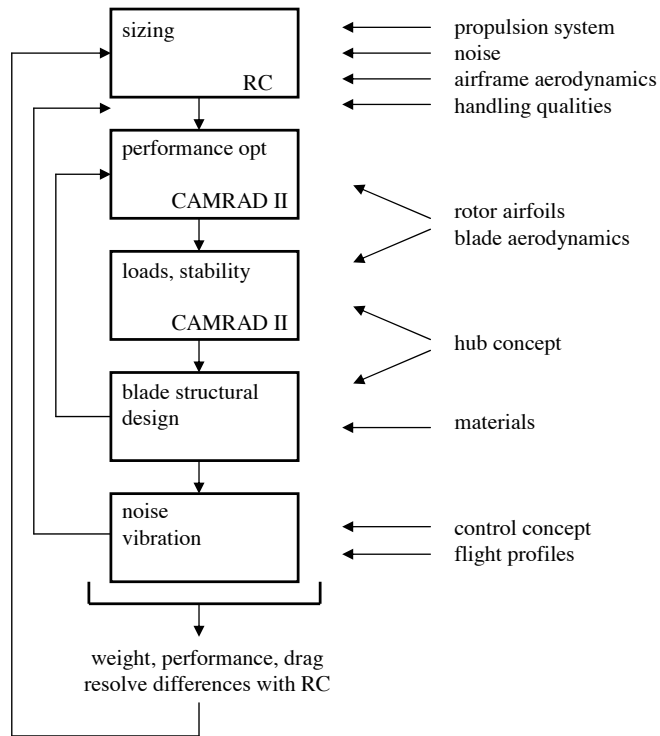 sizing
RC
propulsion system
noise
airframe aerodynamics
handling qualities
performance opt
CAMRAD II
rotor airfoils
blade aerodynamics
loads, stability
CAMRAD II
hub concept
blade structural
design
materials
noise
vibration
control concept
flight profiles
weight, performance, drag
resolve differences with RC